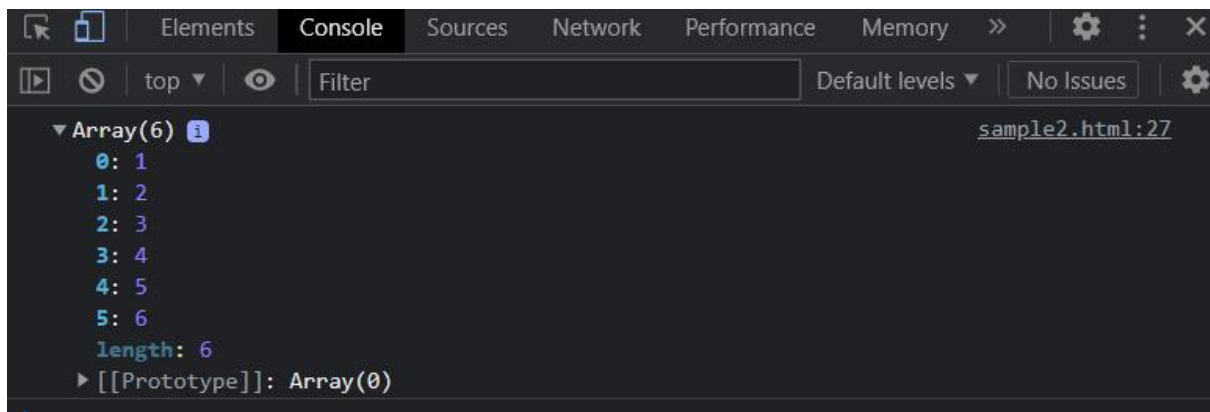 Elements Console Sources Network Performance Memory »
top ▼ Filter Default levels ▼ No Issues
▼ Array(6) i sample2.html:27
0: 1
1: 2
2: 3
3: 4
4: 5
5: 6
length: 6
▶ [[Prototype]]: Array(0)